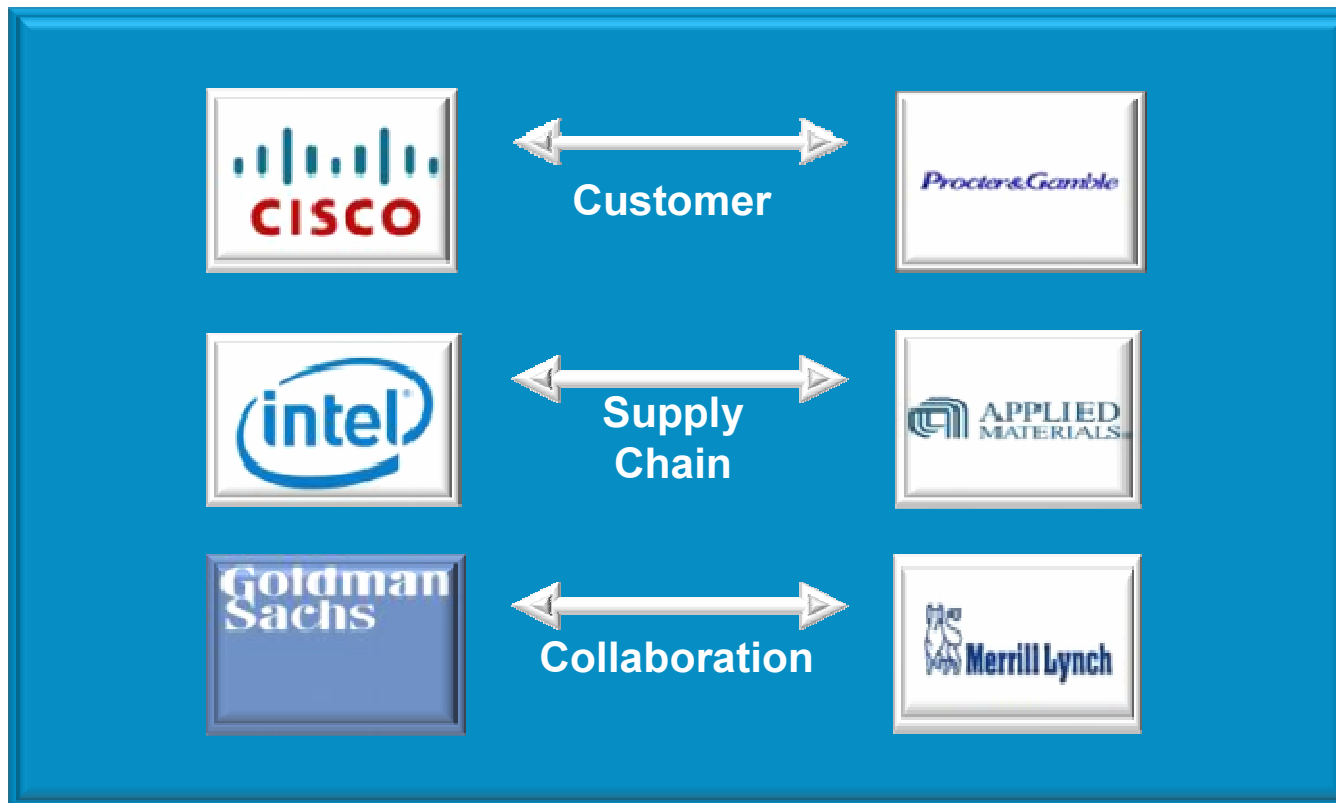 CISCO
Customer
Procter&Gamble
intel
Supply
Chain
APPLIED
MATERIALS
Goldman
Sachs
Collaboration
Merrill Lynch